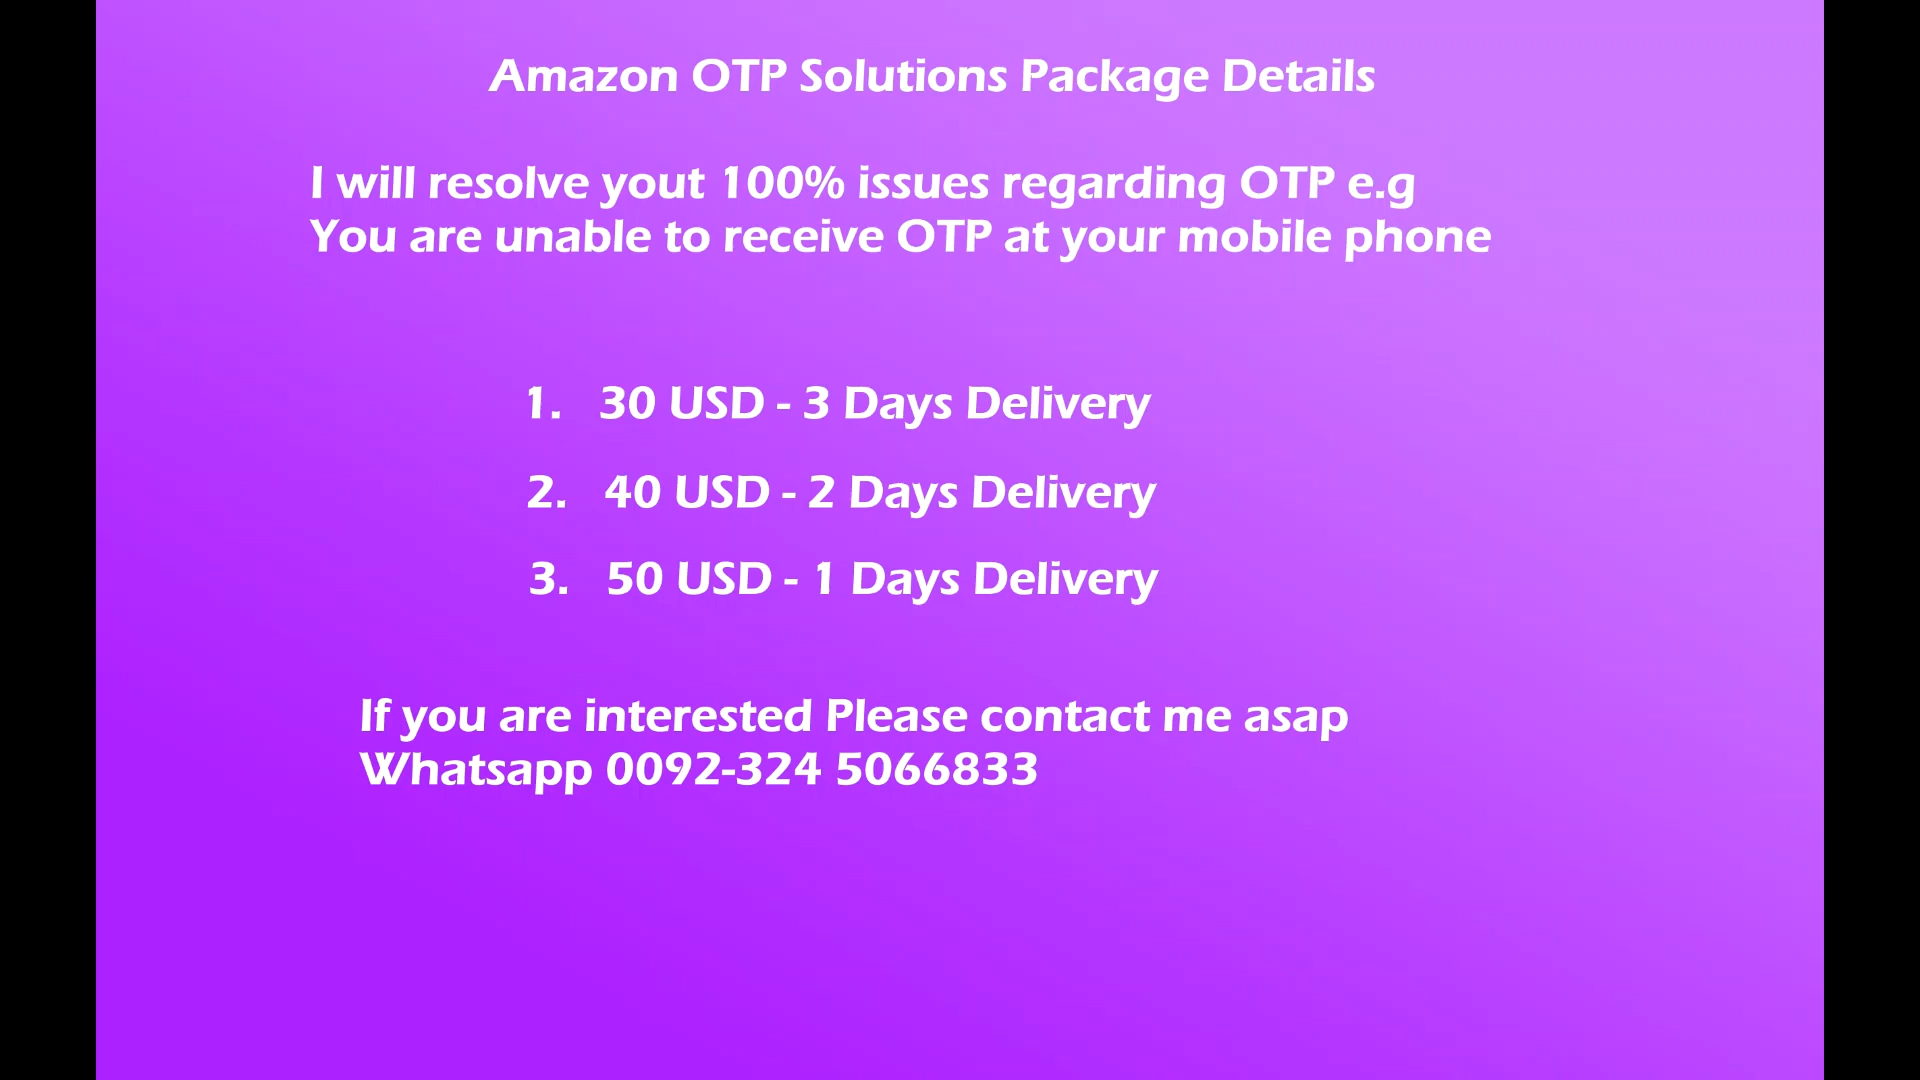 Amazon OTP Solutions Package Details
I will resolve yout 100% issues regarding OTP e.g
You are unable to receive OTP at your mobile phone
1. 30 USD - 3 Days Delivery
2. 40 USD - 2 Days Delivery
3. 50 USD - 1 Days Delivery
If you are interested Please contact me asap
Whatsapp 0092-324 5066833